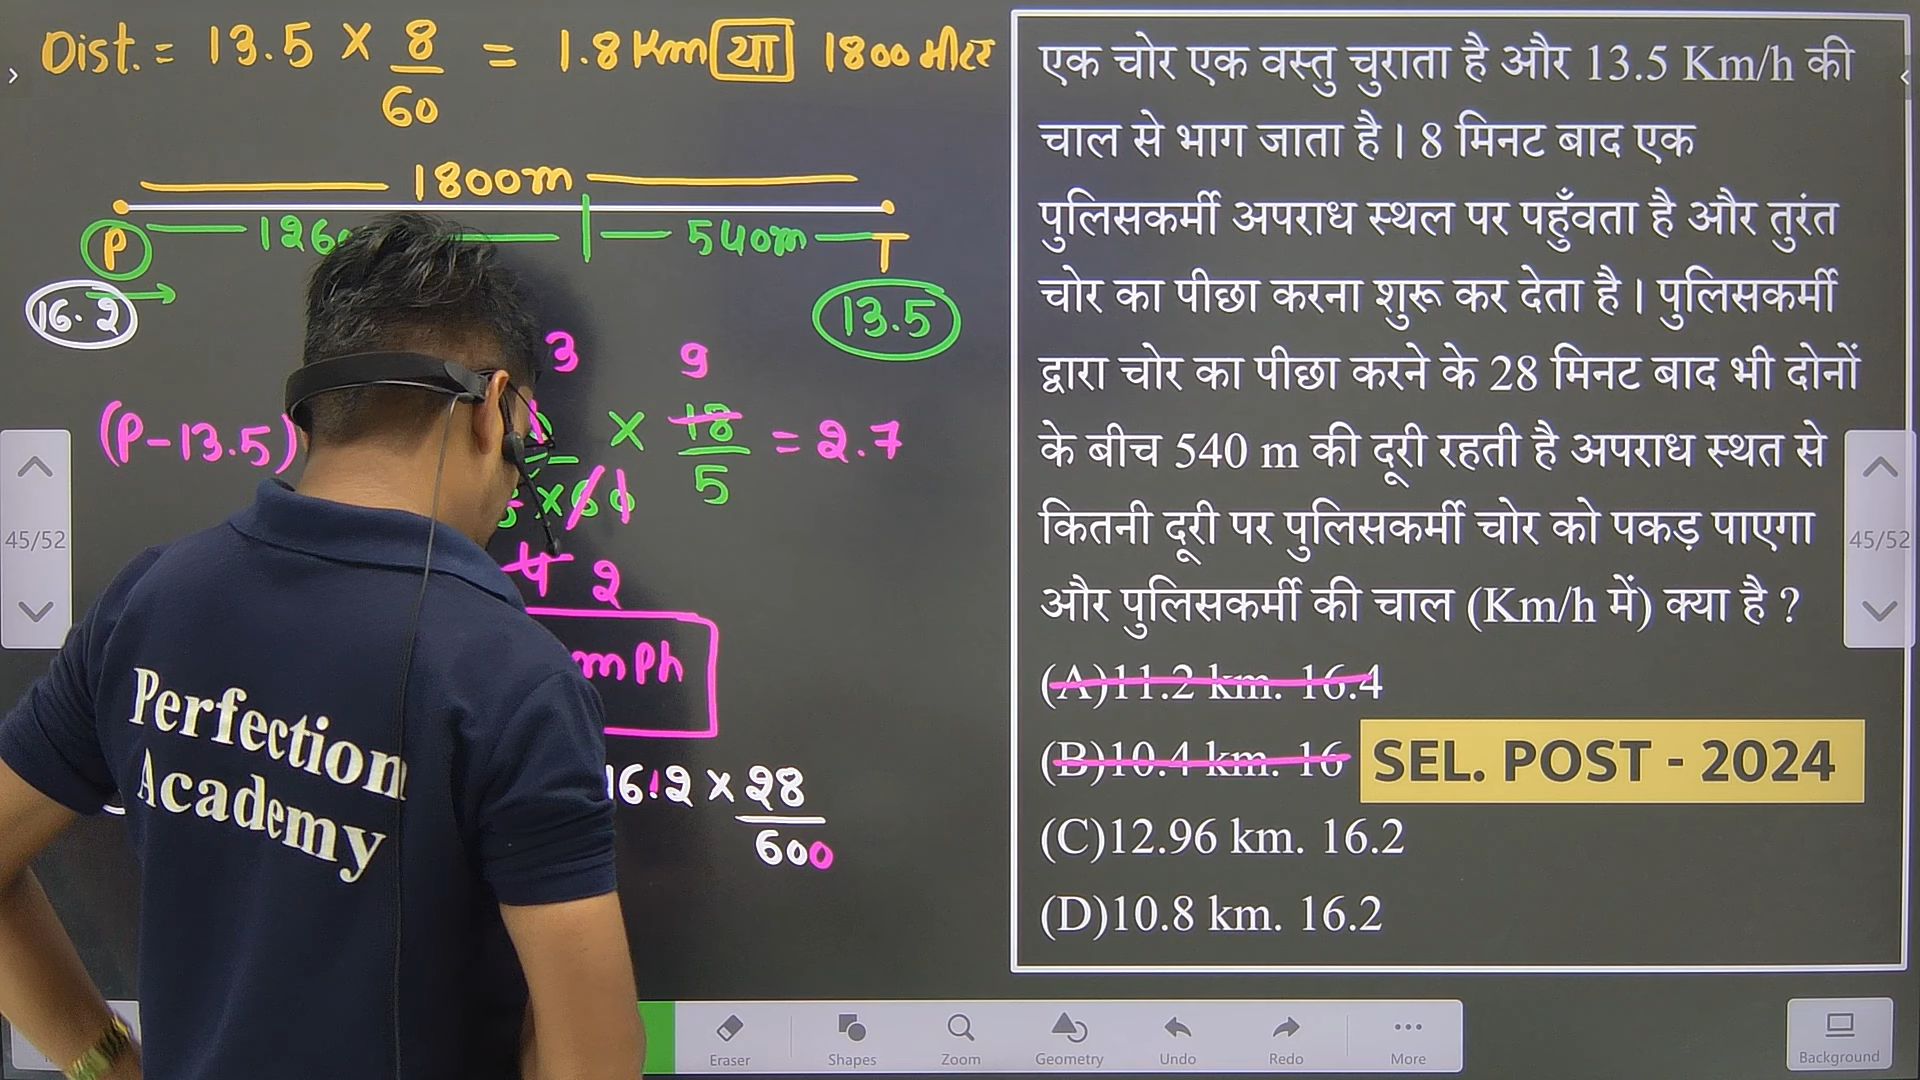 Dist. = 13.5 × 8/60 = 1.8 Km या 1800 मीटर
1800m
540m
P
T
16.2
13.5
3
9
(P-13.5)
× 18/5 = 2.7
4 2
mPh
16.2 × 28/600
Perfection
Academy
एक चोर एक वस्तु चुराता है और 13.5 Km/h की
चाल से भाग जाता है। 8 मिनट बाद एक
पुलिसकर्मी अपराध स्थल पर पहुँवता है और तुरंत
चोर का पीछा करना शुरू कर देता है। पुलिसकर्मी
द्वारा चोर का पीछा करने के 28 मिनट बाद भी दोनों
के बीच 540 m की दूरी रहती है अपराध स्थत से
कितनी दूरी पर पुलिसकर्मी चोर को पकड़ पाएगा
और पुलिसकर्मी की चाल (Km/h में) क्या है ?
(A)11.2 km. 16.4
(B)10.4 km. 16
SEL. POST - 2024
(C)12.96 km. 16.2
(D)10.8 km. 16.2
45/52
45/52
Eraser
Shapes
Zoom
Geometry
Undo
Redo
More
Background